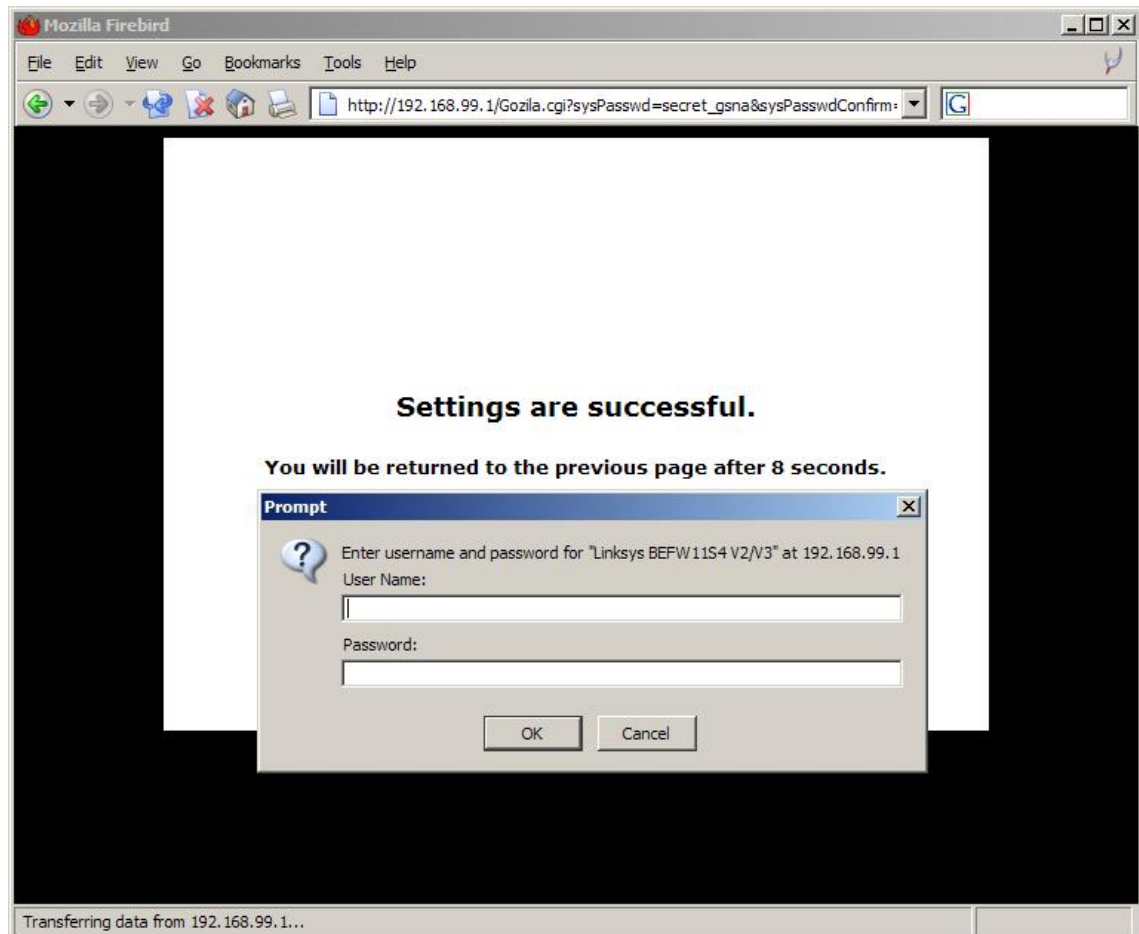 Mozilla Firebird
File Edit View Go Bookmarks Tools Help
http://192.168.99.1/Gozila.cgi?sysPasswd=secret_gsna&sysPasswdConfirm=
G
Settings are successful.
You will be returned to the previous page after 8 seconds.
Prompt
Enter username and password for "Linksys BEFW11S4 V2/V3" at 192.168.99.1
User Name:
Password:
OK Cancel
Transferring data from 192.168.99.1...